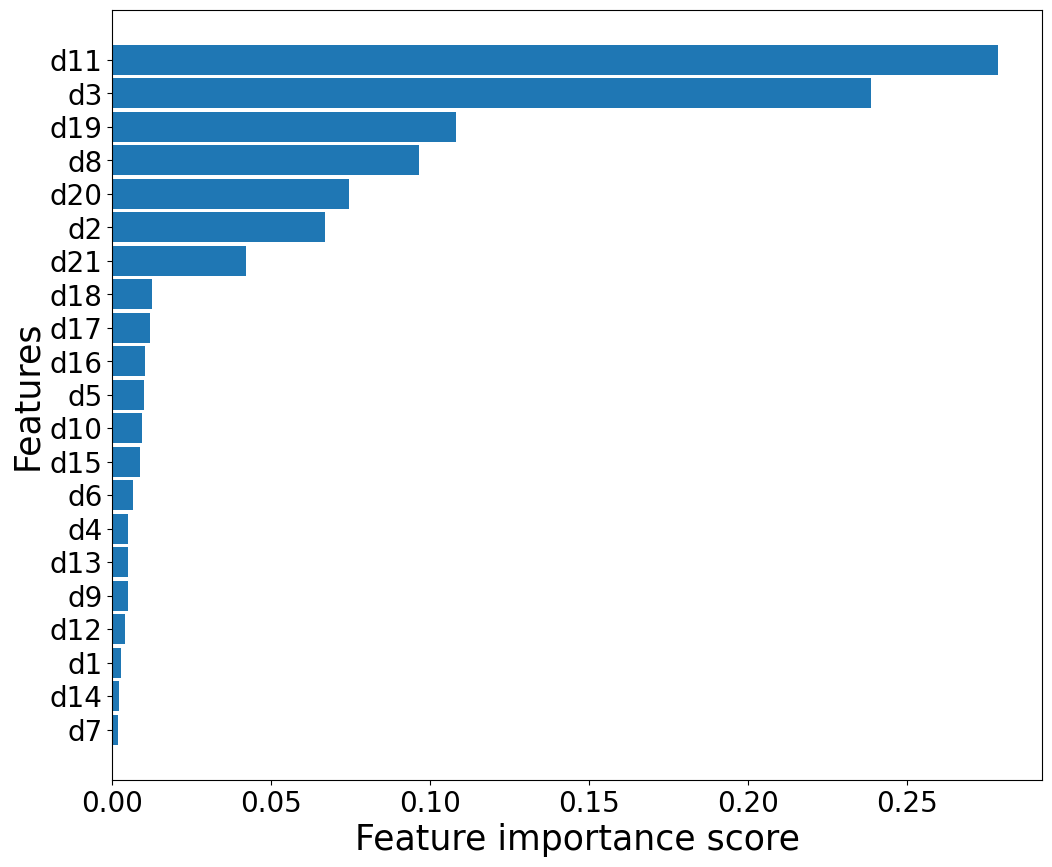 d11
d3
d19
d8
d20
d2
d21
d18
d17
d16
d5
d10
d15
d6
d4
d13
d9
d12
d1
d14
d7
Features
0.00 0.05 0.10 0.15 0.20 0.25
Feature importance score